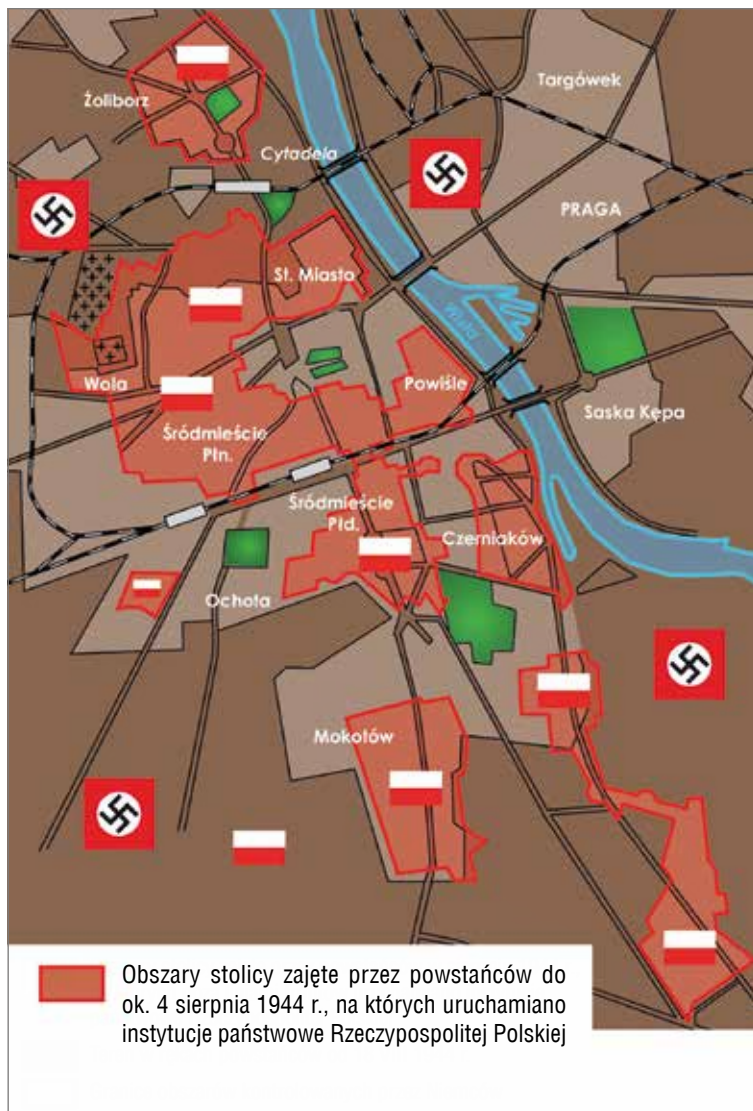 Targówek
Żoliborz
Cytadela
PRAGA
St. Miasto
Wisła
Wola
Powiśle
Saska Kępa
Śródmieście
Płn.
Śródmieście
Płd.
Czerniaków
Ochota
Mokotów
Obszary stolicy zajęte przez powstańców do
ok. 4 sierpnia 1944 r., na których uruchamiano
instytucje państwowe Rzeczypospolitej Polskiej